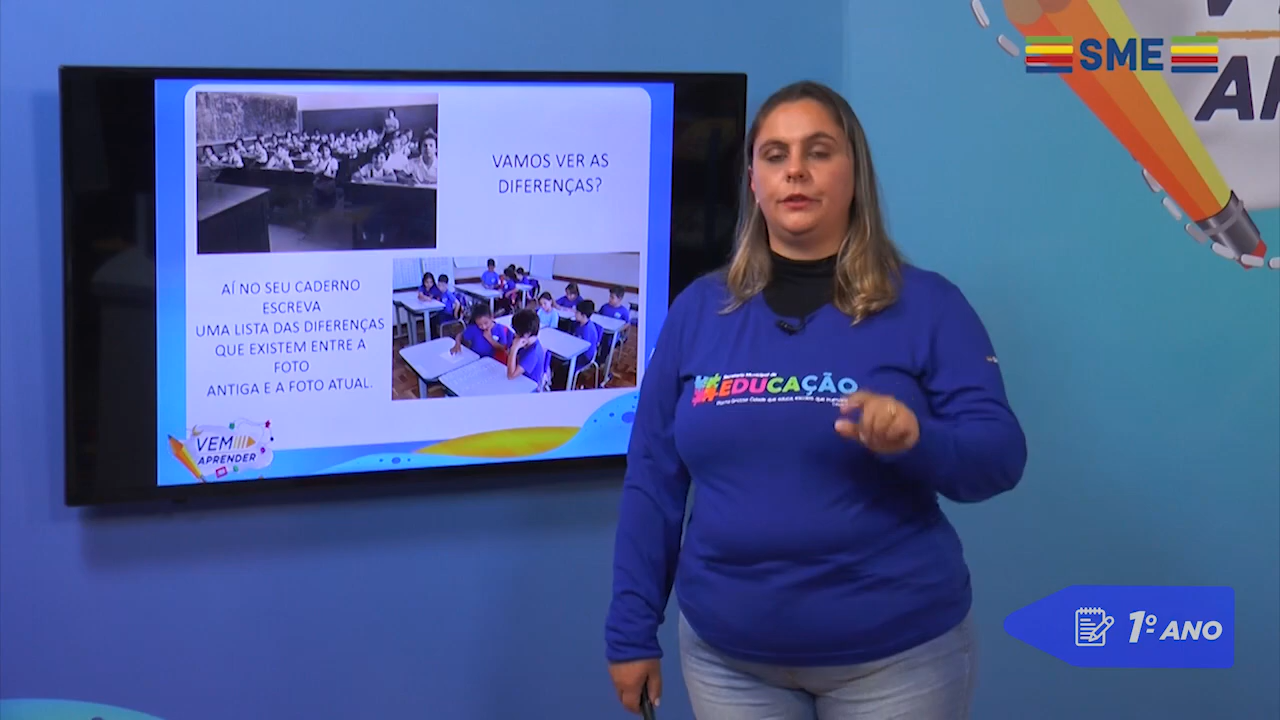 VAMOS VER AS
DIFERENÇAS?
AÍ NO SEU CADERNO
ESCREVA
UMA LISTA DAS DIFERENÇAS
QUE EXISTEM ENTRE A
FOTO
ANTIGA E A FOTO ATUAL.
VEM
APRENDER
EDUCAÇÃO
SME
1º ANO